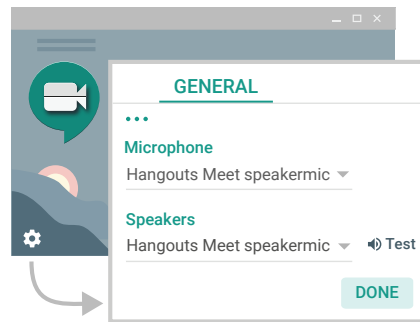 GENERAL
...
Microphone
Hangouts Meet speakermic
Speakers
Hangouts Meet speakermic
Test
DONE